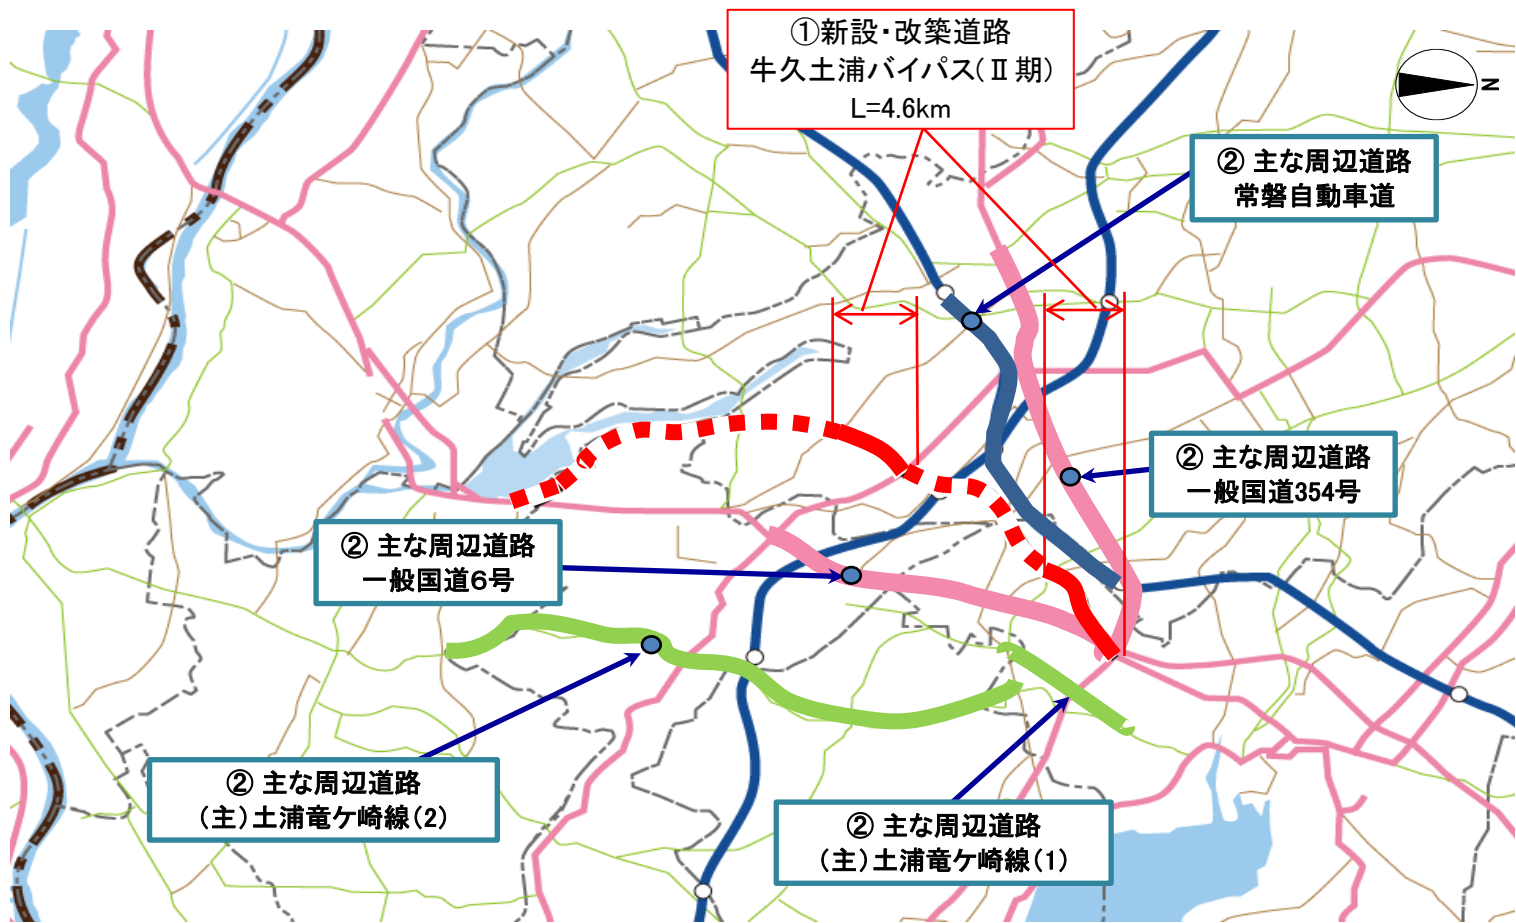 ①新設・改築道路
牛久土浦バイパス(Ⅱ期)
L=4.6km
N
② 主な周辺道路
常磐自動車道
② 主な周辺道路
一般国道354号
② 主な周辺道路
一般国道６号
② 主な周辺道路
(主)土浦竜ケ崎線(2)
② 主な周辺道路
(主)土浦竜ケ崎線(1)